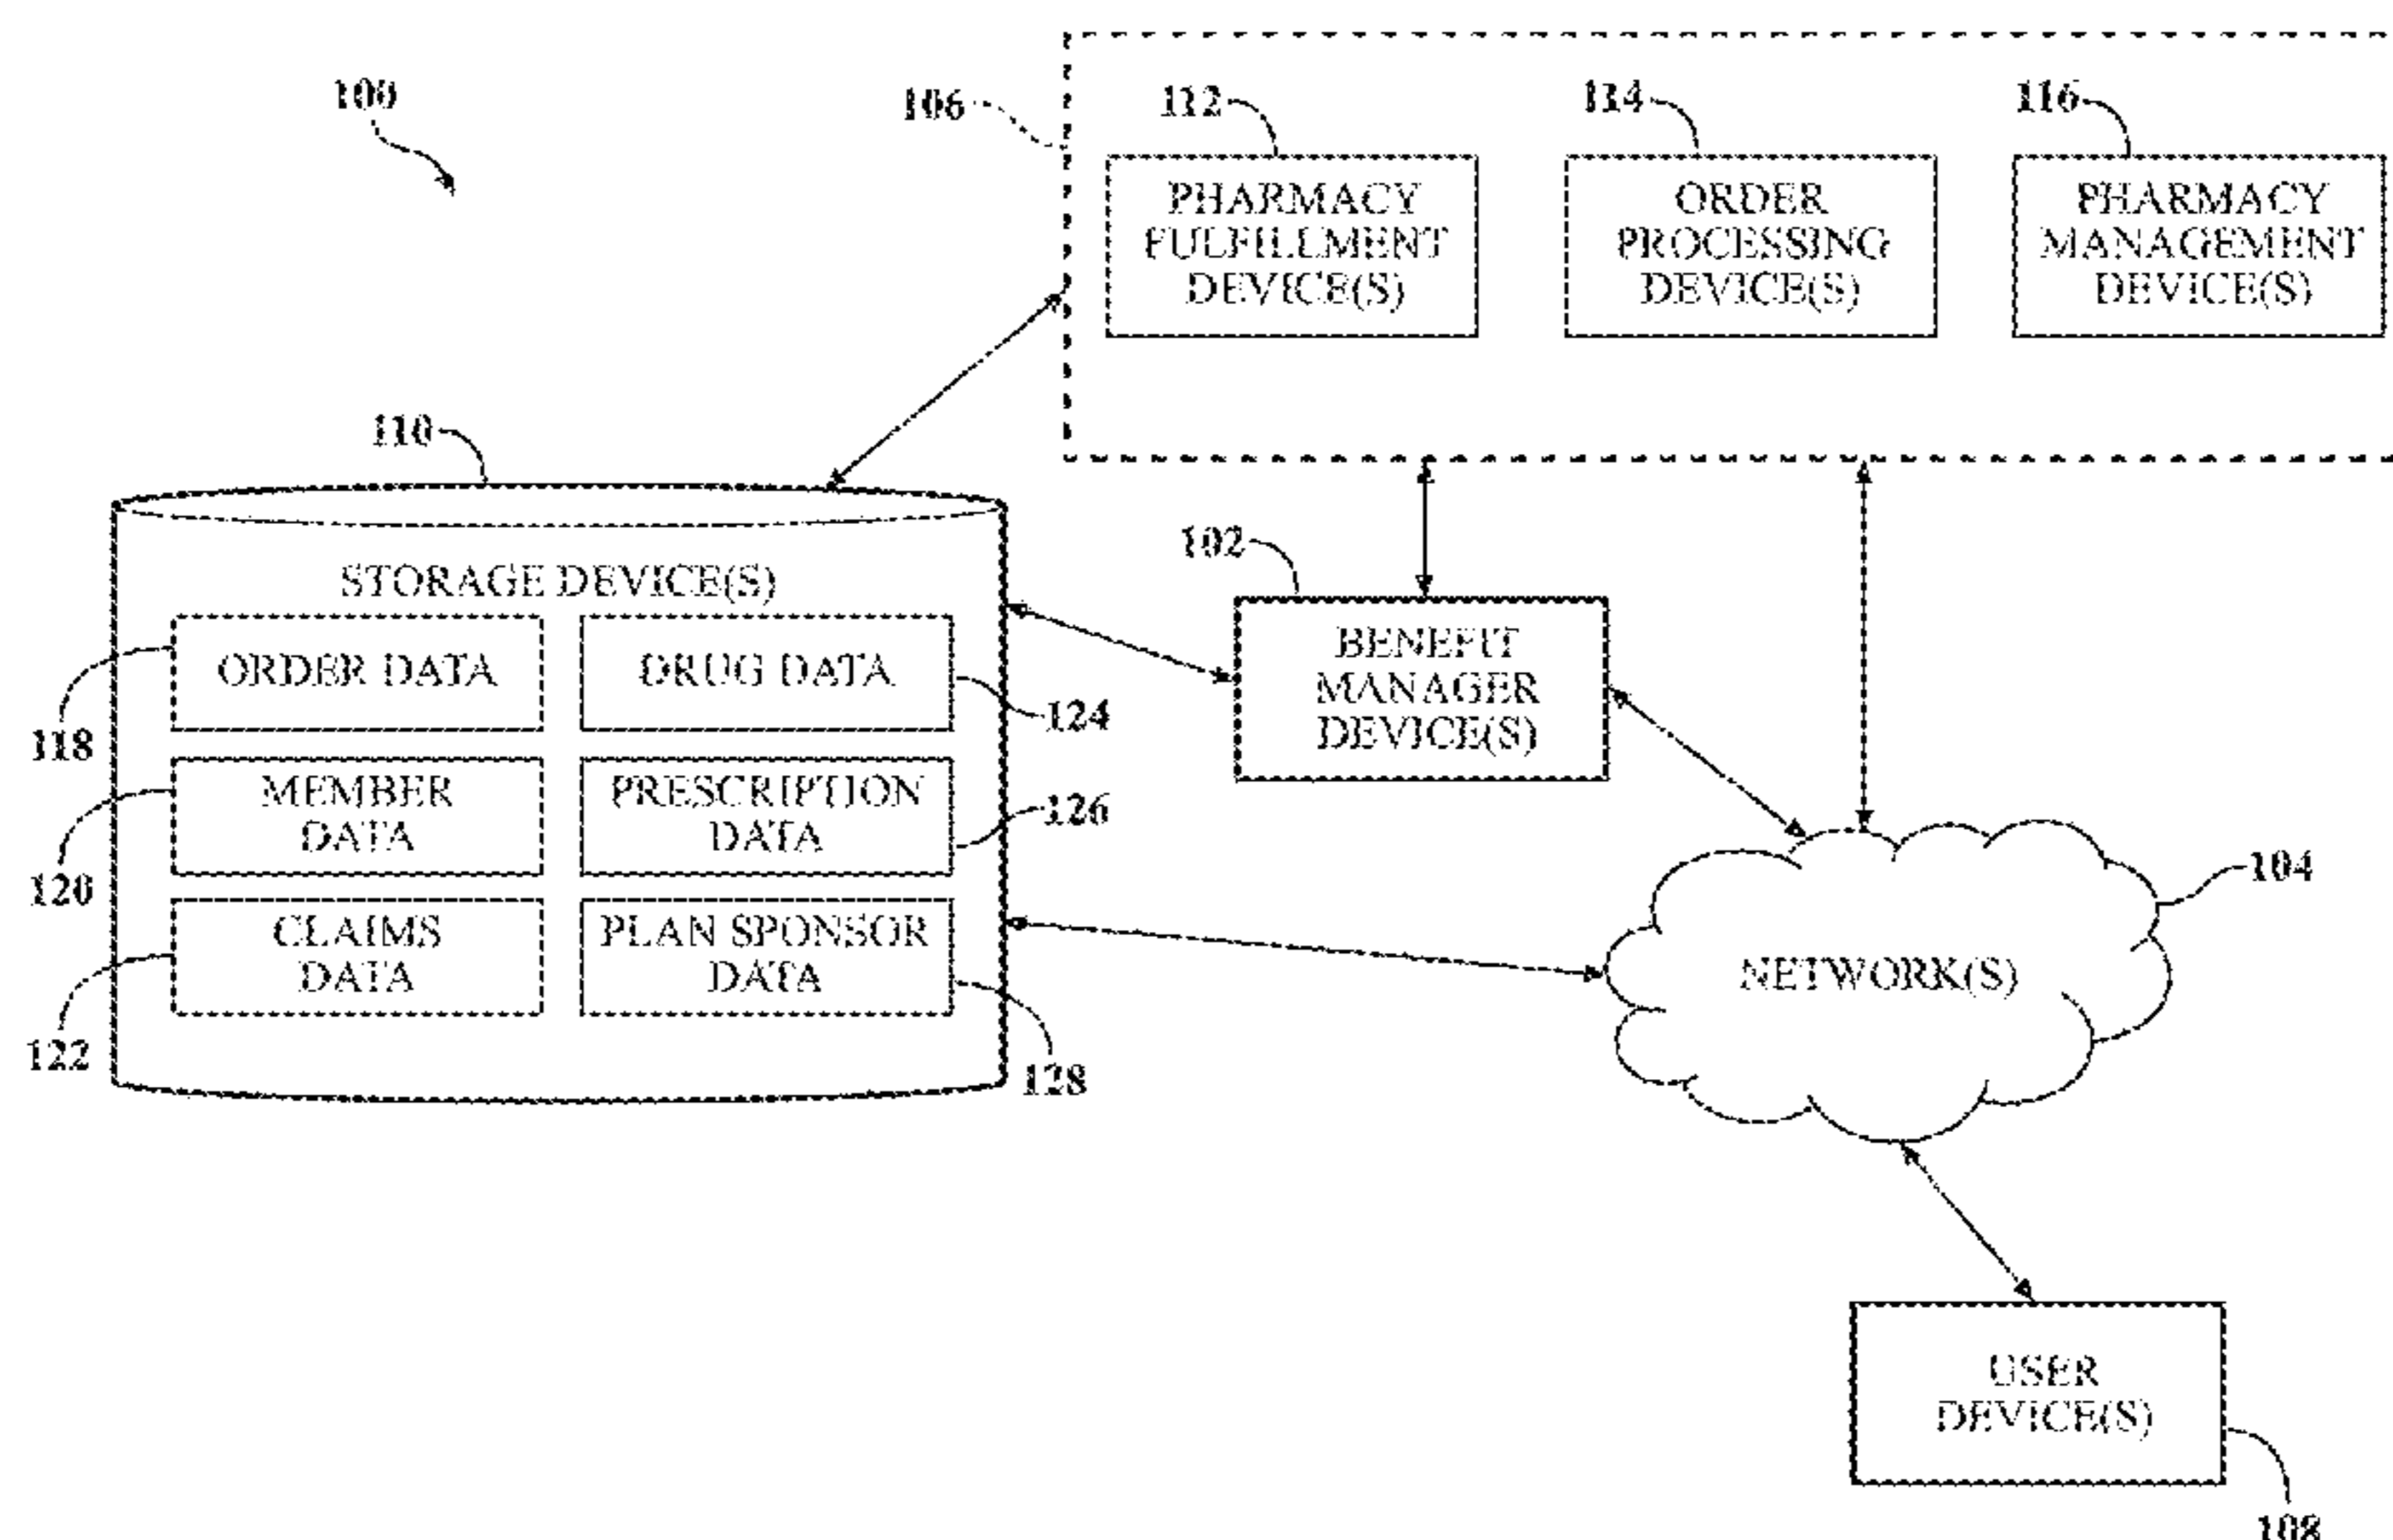 100
106
112
114
116
PHARMACY
FULFILLMENT
DEVICE(S)
ORDER
PROCESSING
DEVICE(S)
PHARMACY
MANAGEMENT
DEVICE(S)
110
STORAGE DEVICE(S)
ORDER DATA
DRUG DATA
118
124
MEMBER
DATA
PRESCRIPTION
DATA
120
126
CLAIMS
DATA
PLAN SPONSOR
DATA
122
128
102
BENEFIT
MANAGER
DEVICE(S)
104
NETWORK(S)
USER
DEVICE(S)
108